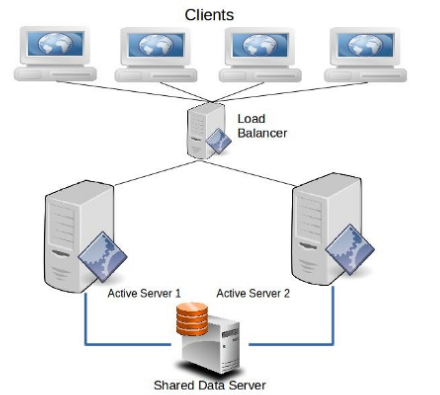 Clients
Load
Balancer
Active Server 1
Active Server 2
Shared Data Server